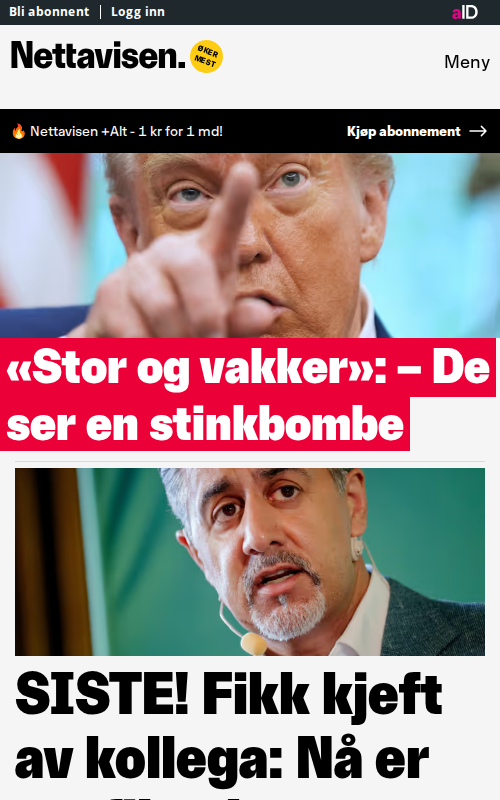 Bli abonnent | Logg inn
aID
Nettavisen.
ØKER
MEST
Meny
🔥 Nettavisen +Alt - 1 kr for 1 md!
Kjøp abonnement →
«Stor og vakker»: – De
ser en stinkbombe
SISTE! Fikk kjeft
av kollega: Nå er